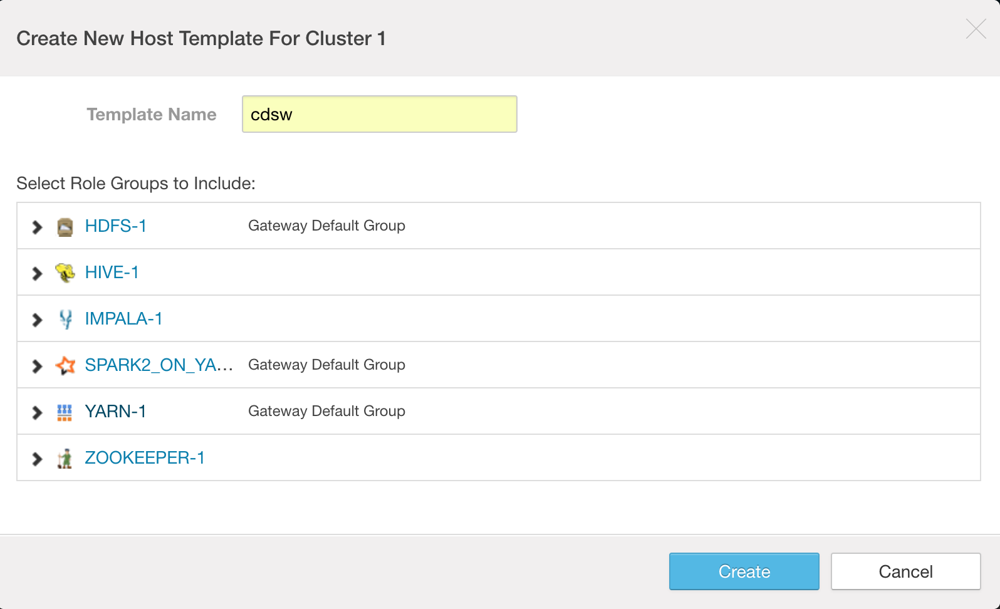 Create New Host Template For Cluster 1
Template Name cdsw
Select Role Groups to Include:
HDFS-1 Gateway Default Group
HIVE-1
IMPALA-1
SPARK2_ON_YA... Gateway Default Group
YARN-1 Gateway Default Group
ZOOKEEPER-1
Create Cancel